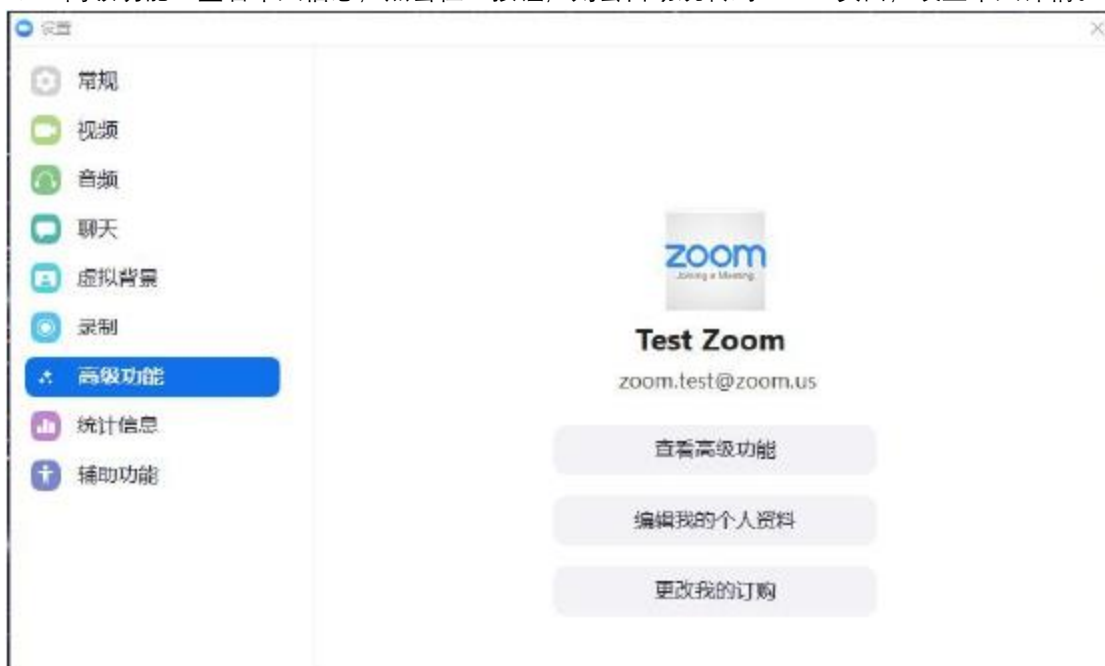 设置
常规
视频
音频
聊天
虚拟背景
录制
高级功能
统计信息
辅助功能
zoom
Joining a Meeting
Test Zoom
zoom.test@zoom.us
查看高级功能
编辑我的个人资料
更改我的订购